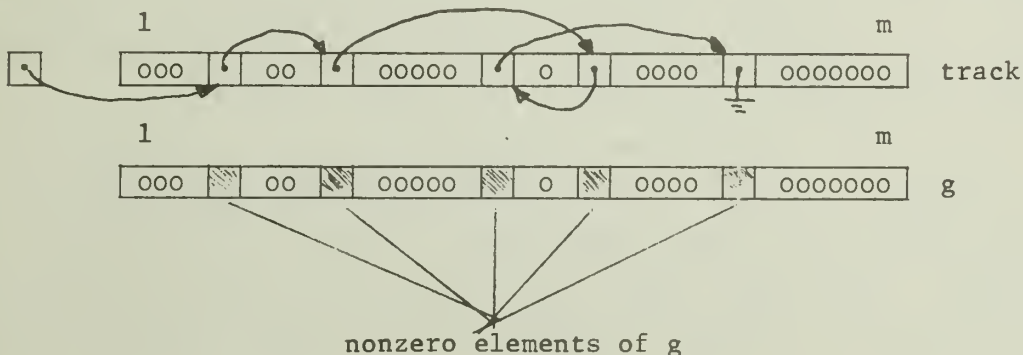 1 m
000 00 00000 0 0000 0000000 track
1 m
000 00 00000 0 0000 0000000 g
nonzero elements of g